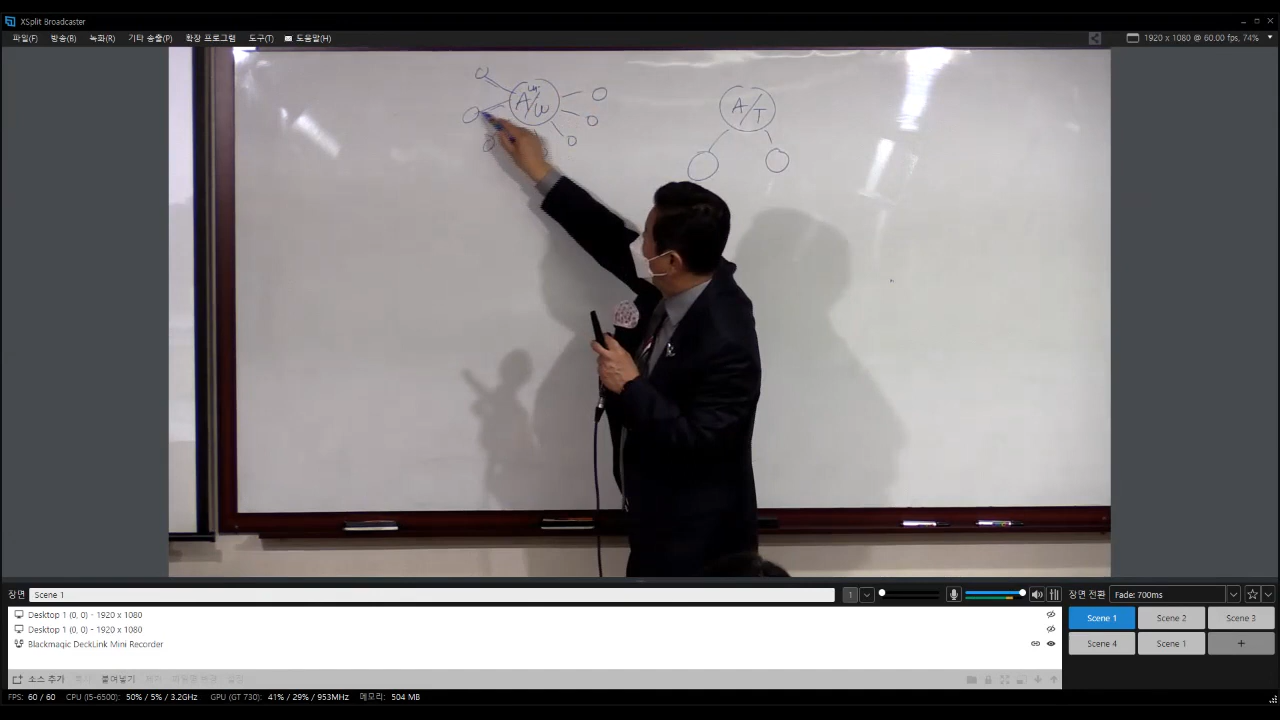 XSplit Broadcaster
파일(F) 방송(B) 녹화(R) 기타 송출(P) 확장 프로그램 도구(T) 도움말(H) 1920 x 1080 @ 60.00 fps, 74%
A/W
A/T
장면 Scene 1 1 장면 전환 Fade: 700ms
Desktop 1 (0, 0) - 1920 x 1080
Desktop 1 (0, 0) - 1920 x 1080
Blackmagic DeckLink Mini Recorder
Scene 1 Scene 2 Scene 3
Scene 4 Scene 1 +
소스 추가 복사 붙여넣기
FPS: 60 / 60 CPU (I5-6500): 50% / 5% / 3.2GHz GPU (GT 730): 41% / 29% / 953MHz 메모리: 504 MB